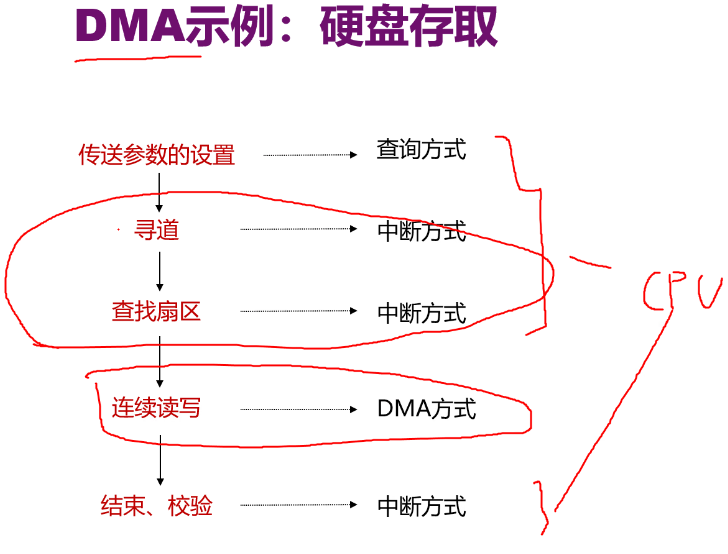 DMA示例：硬盘存取
传送参数的设置 查询方式
寻道 中断方式
查找扇区 中断方式
CPU
连续读写 DMA方式
结束、校验 中断方式